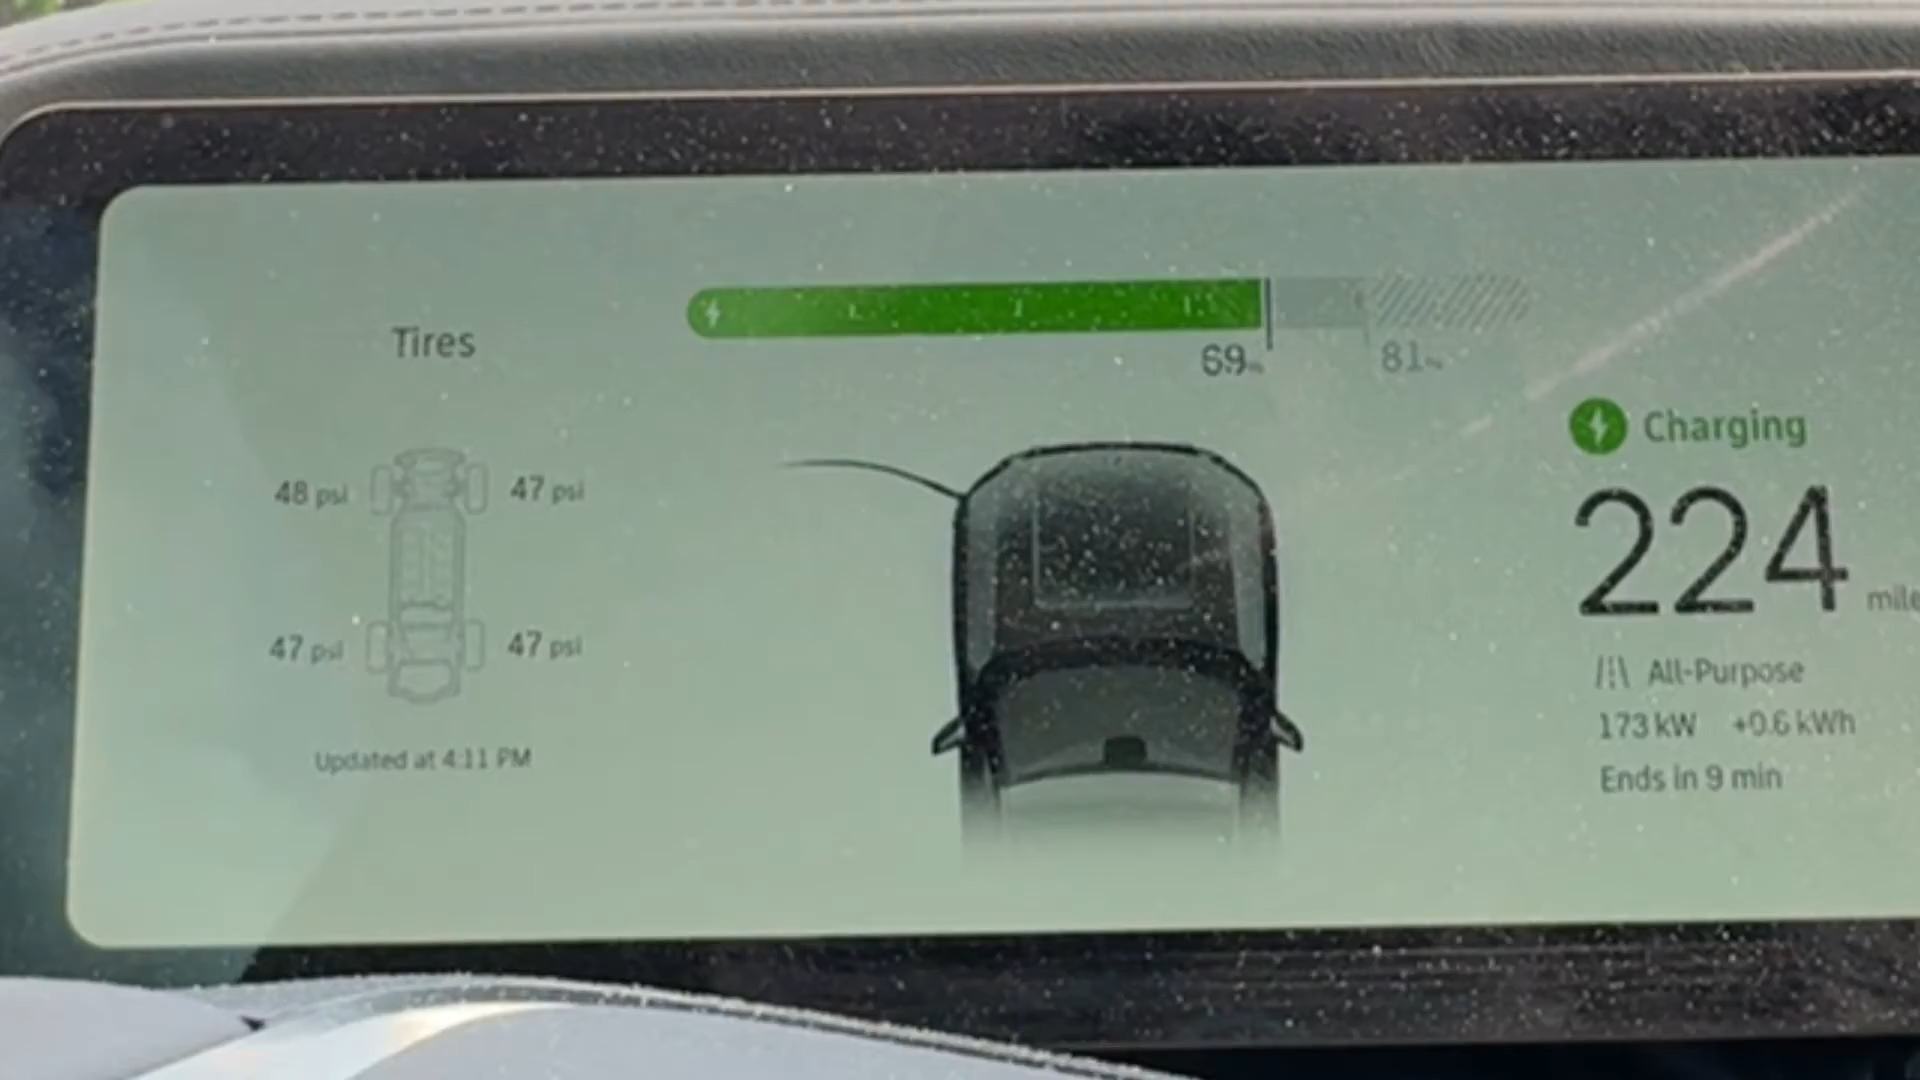 69%
81%
Tires
Charging
48 psi
47 psi
224
All-Purpose
47 psi
47 psi
173 kW +0.6 kWh
Updated at 4:11 PM
Ends in 9 min